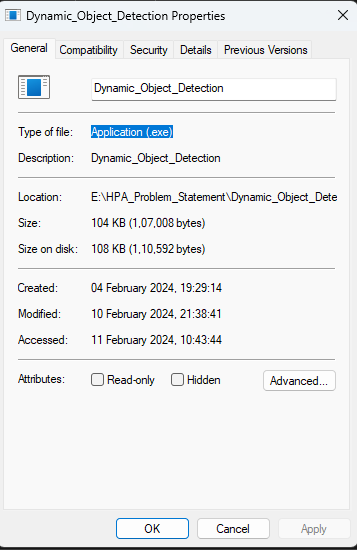 Dynamic_Object_Detection Properties
General Compatibility Security Details Previous Versions
Dynamic_Object_Detection
Type of file: Application (.exe)
Description: Dynamic_Object_Detection
Location: E:\HPA_Problem_Statement\Dynamic_Object_Dete
Size: 104 KB (1,07,008 bytes)
Size on disk: 108 KB (1,10,592 bytes)
Created: 04 February 2024, 19:29:14
Modified: 10 February 2024, 21:38:41
Accessed: 11 February 2024, 10:43:44
Attributes: Read-only Hidden Advanced...
OK Cancel Apply